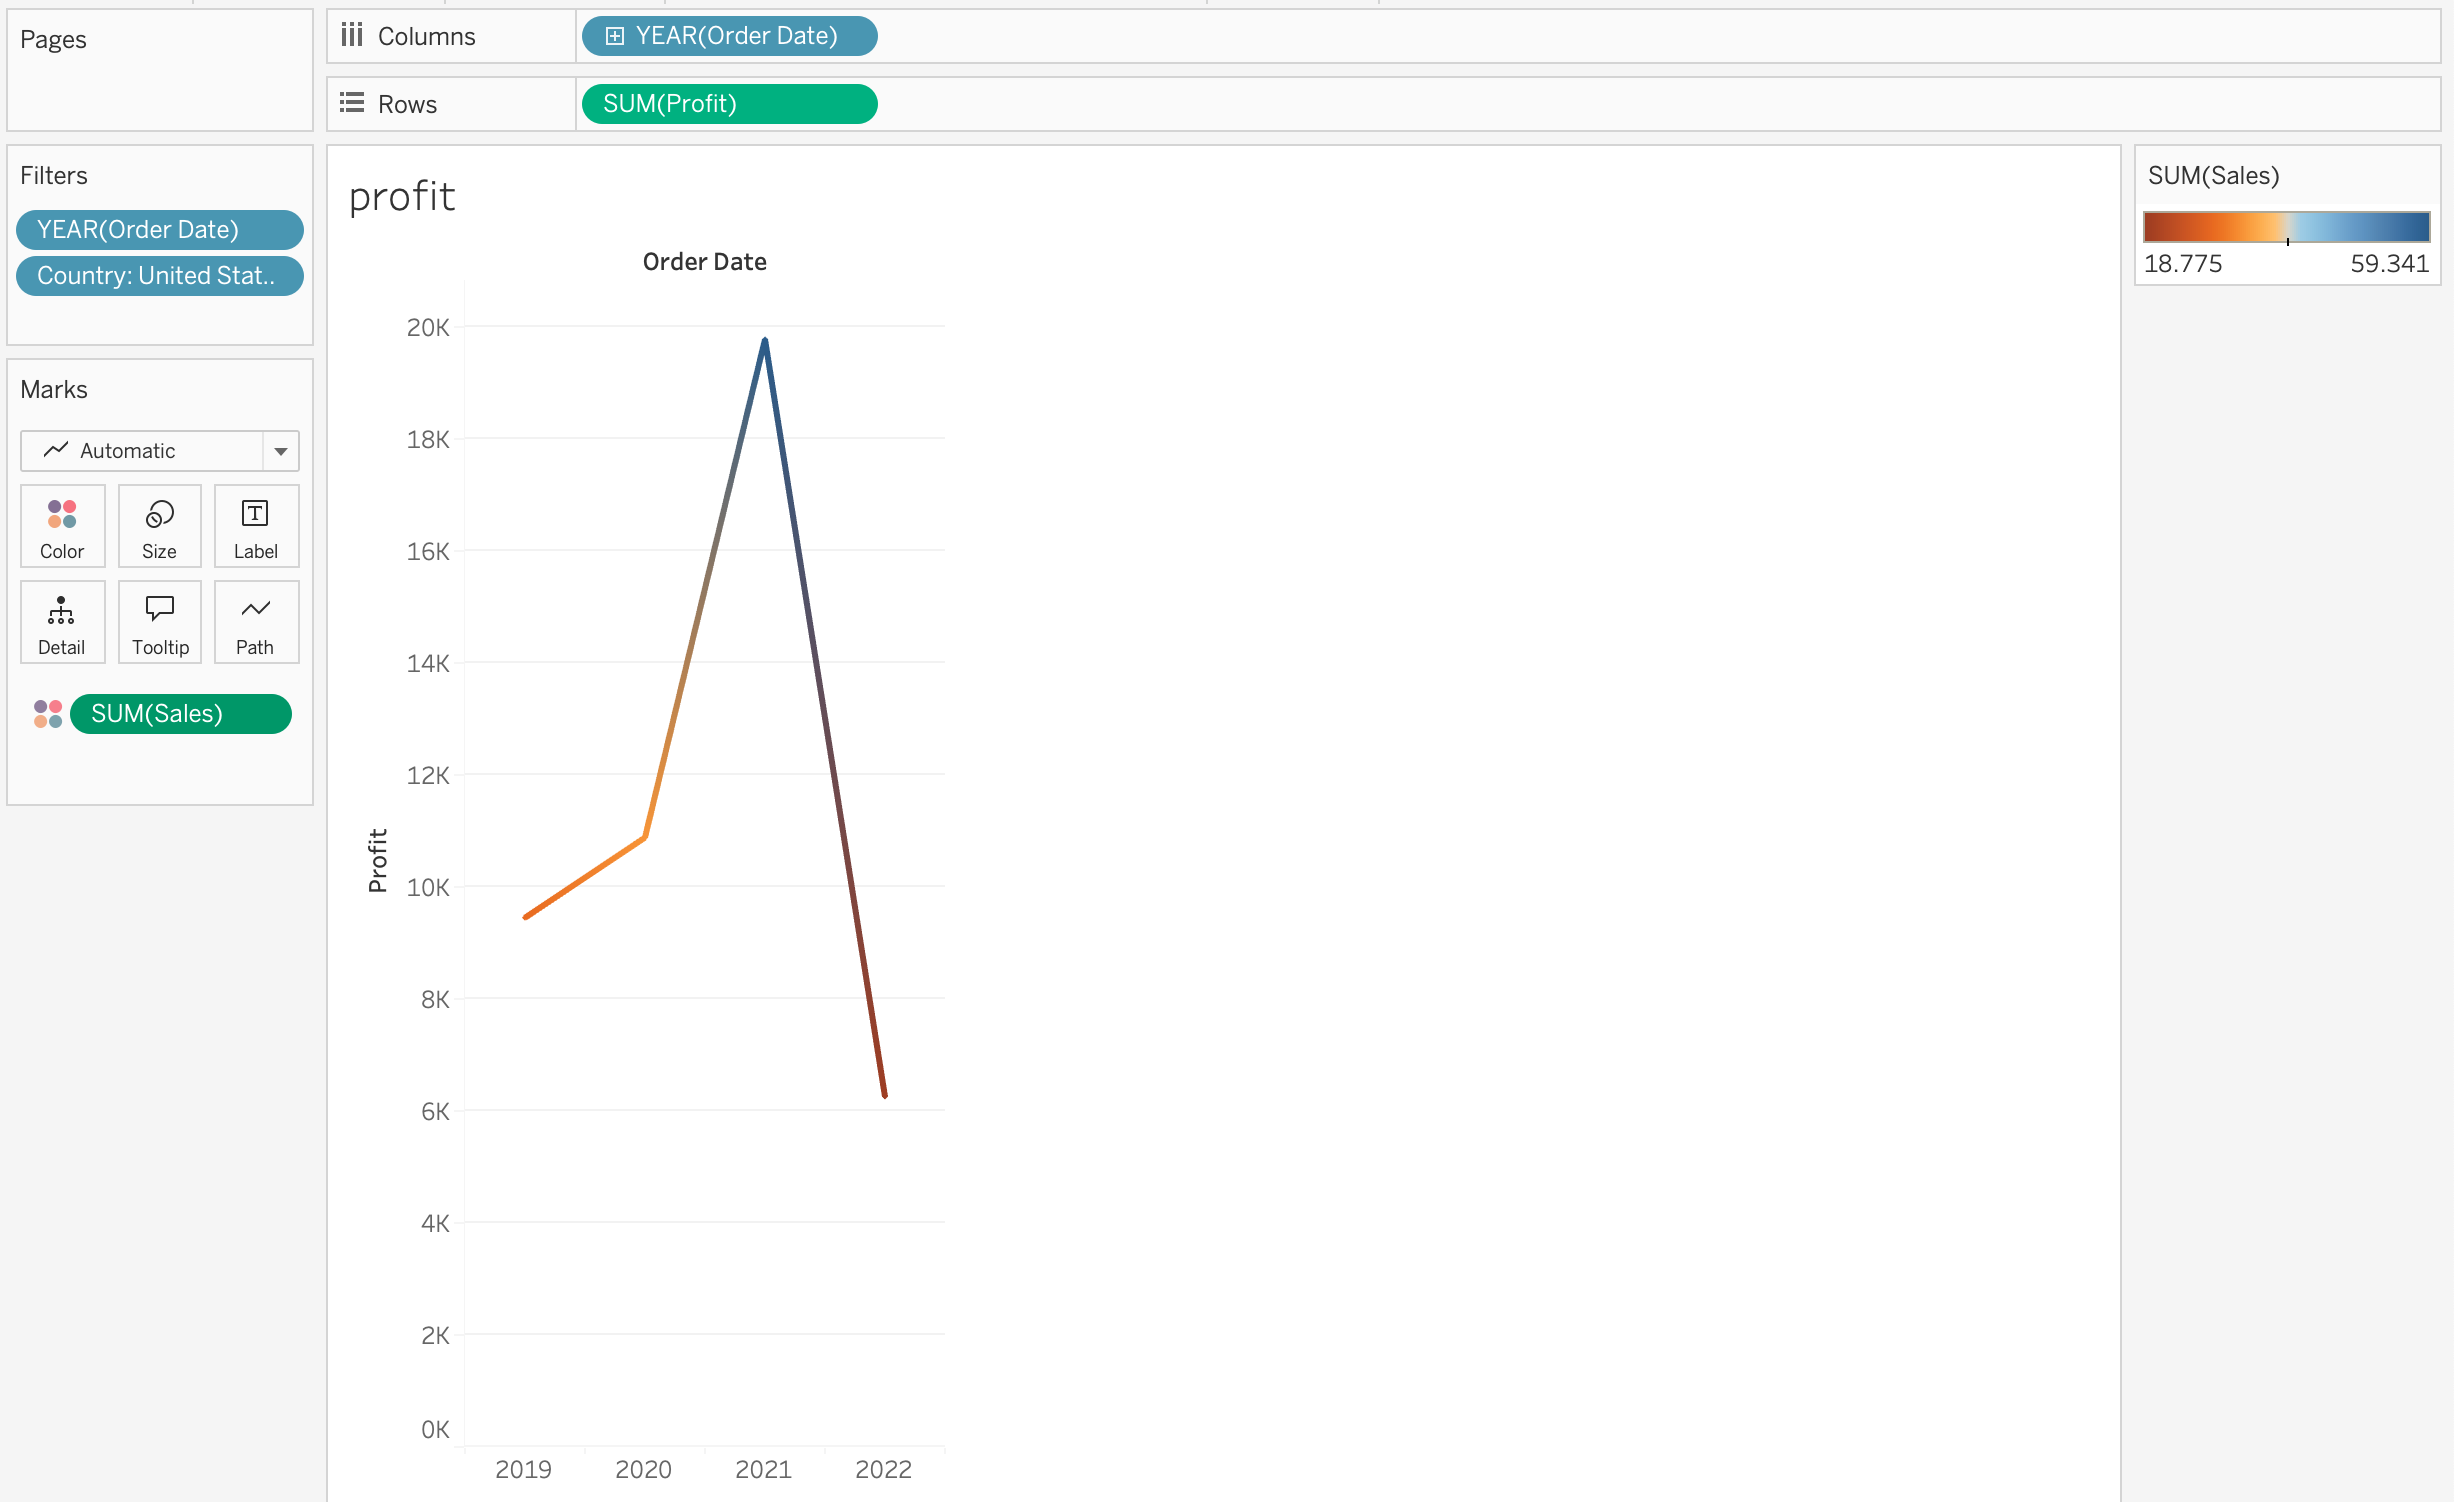 Pages
Columns
YEAR(Order Date)
Rows
SUM(Profit)
Filters
YEAR(Order Date)
Country: United Stat..
Marks
Automatic
Color
Size
Label
Detail
Tooltip
Path
SUM(Sales)
profit
Order Date
Profit
20K
18K
16K
14K
12K
10K
8K
6K
4K
2K
0K
2019 2020 2021 2022
SUM(Sales)
18.775 59.341